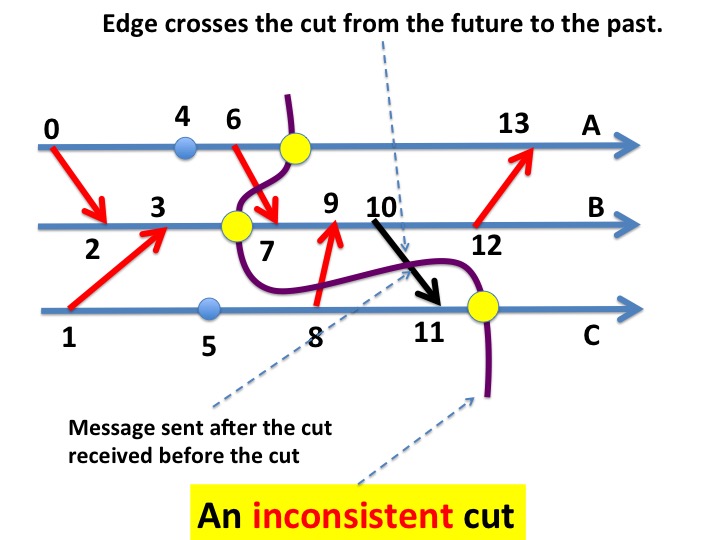 Edge crosses the cut from the future to the past.
0
4
6
13
A
3
9
10
B
2
7
12
1
5
8
11
C
Message sent after the cut
received before the cut
An inconsistent cut